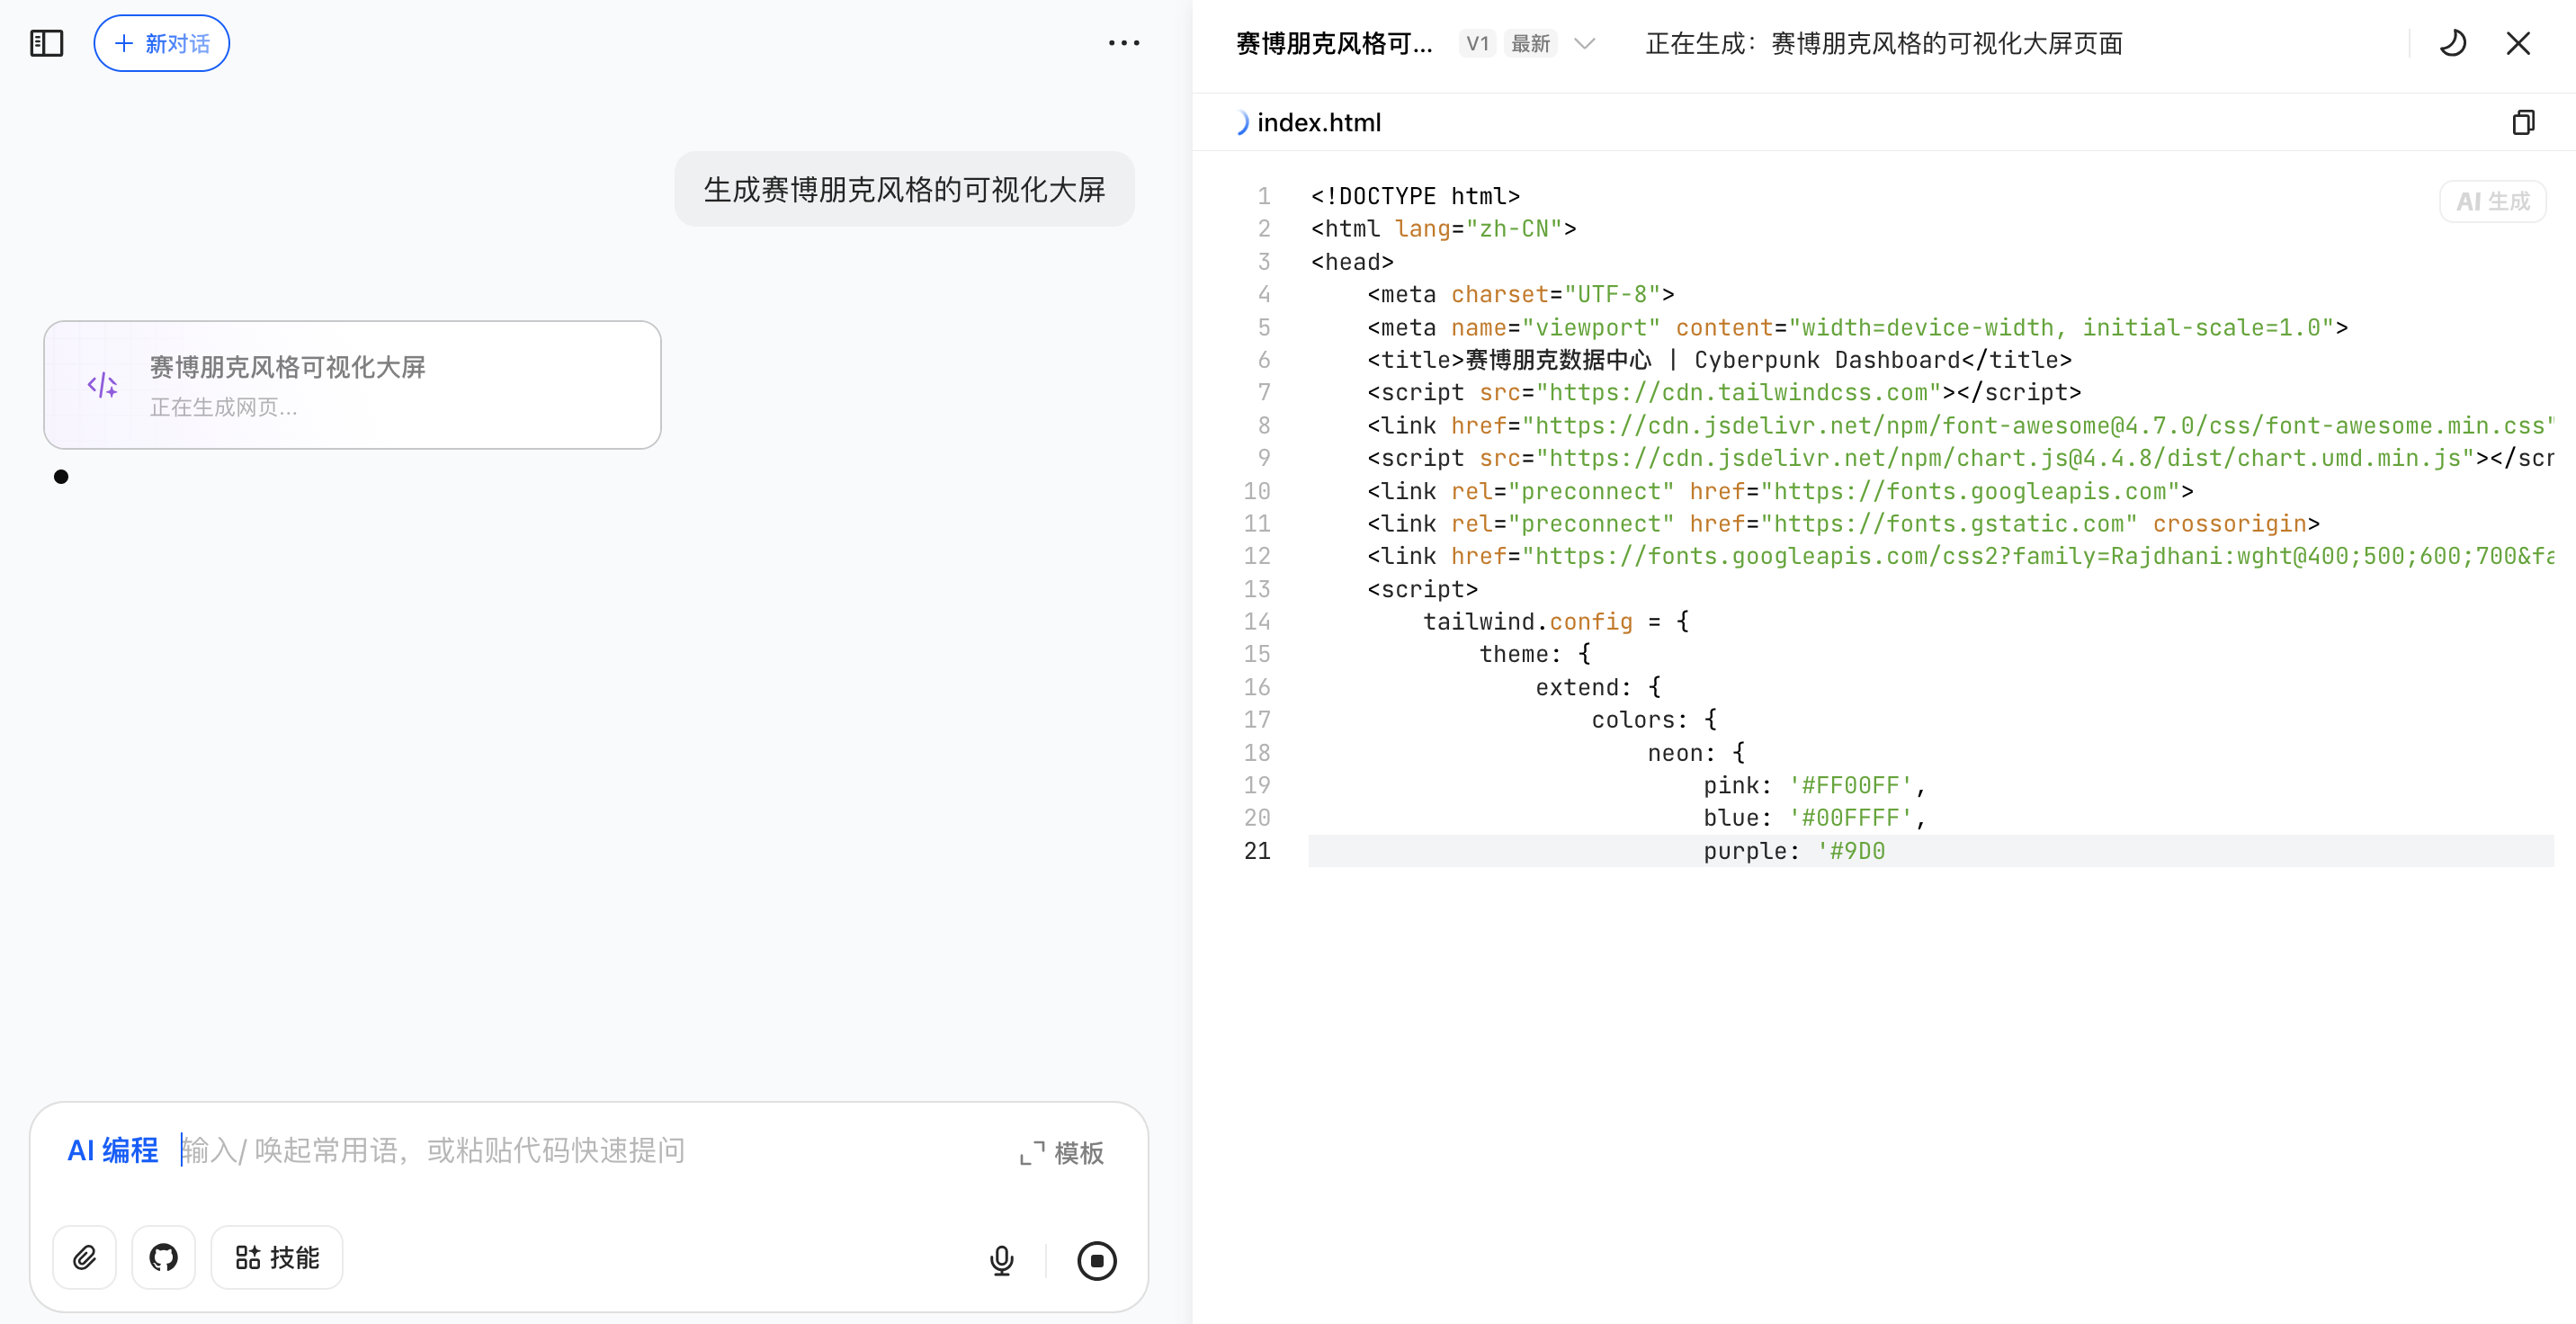 新对话
生成赛博朋克风格的可视化大屏
赛博朋克风格可视化大屏
正在生成网页...
AI 编程 输入/ 唤起常用语，或粘贴代码快速提问
模板
技能
赛博朋克风格可... V1 最新 正在生成：赛博朋克风格的可视化大屏页面
index.html
AI 生成
1 <!DOCTYPE html>
2 <html lang="zh-CN">
3 <head>
4 <meta charset="UTF-8">
5 <meta name="viewport" content="width=device-width, initial-scale=1.0">
6 <title>赛博朋克数据中心 | Cyberpunk Dashboard</title>
7 <script src="https://cdn.tailwindcss.com"></script>
8 <link href="https://cdn.jsdelivr.net/npm/font-awesome@4.7.0/css/font-awesome.min.css"
9 <script src="https://cdn.jsdelivr.net/npm/chart.js@4.4.8/dist/chart.umd.min.js"></scr
10 <link rel="preconnect" href="https://fonts.googleapis.com">
11 <link rel="preconnect" href="https://fonts.gstatic.com" crossorigin>
12 <link href="https://fonts.googleapis.com/css2?family=Rajdhani:wght@400;500;600;700&fa
13 <script>
14 tailwind.config = {
15 theme: {
16 extend: {
17 colors: {
18 neon: {
19 pink: '#FF00FF',
20 blue: '#00FFFF',
21 purple: '#9D0